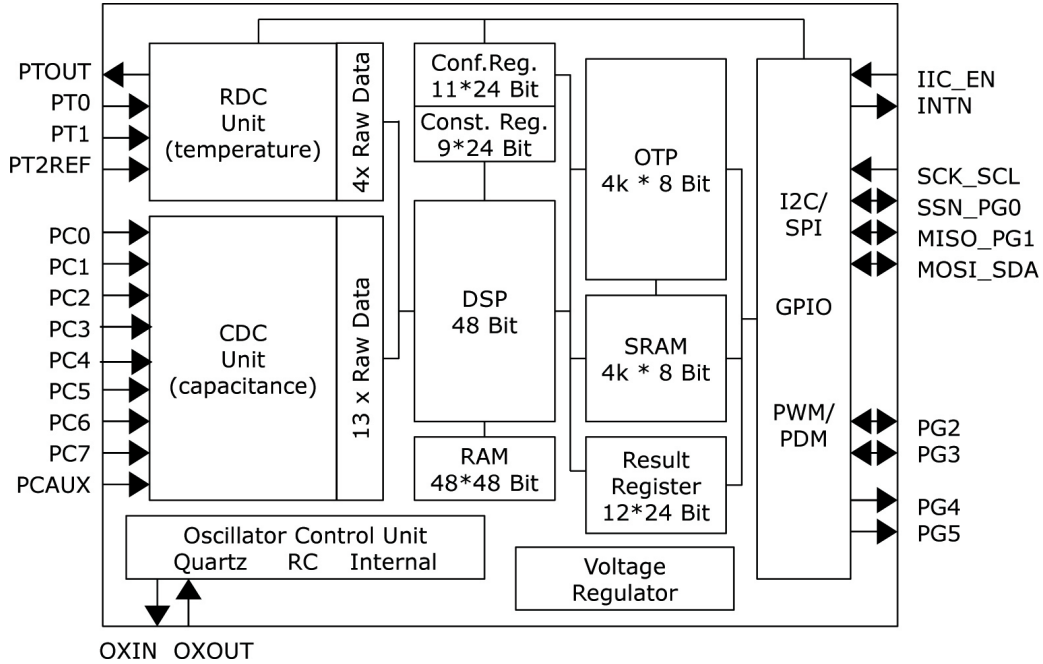 PTOUT
PT0
PT1
PT2REF
PC0
PC1
PC2
PC3
PC4
PC5
PC6
PC7
PCAUX
RDC
Unit
(temperature)
4x Raw Data
CDC
Unit
(capacitance)
13 x Raw Data
Conf.Reg.
11*24 Bit
Const. Reg.
9*24 Bit
DSP
48 Bit
RAM
48*48 Bit
OTP
4k * 8 Bit
SRAM
4k * 8 Bit
Result
Register
12*24 Bit
I2C/
SPI
GPIO
PWM/
PDM
IIC_EN
INTN
SCK_SCL
SSN_PG0
MISO_PG1
MOSI_SDA
PG2
PG3
PG4
PG5
Oscillator Control Unit
Quartz RC Internal
Voltage
Regulator
OXIN OXOUT